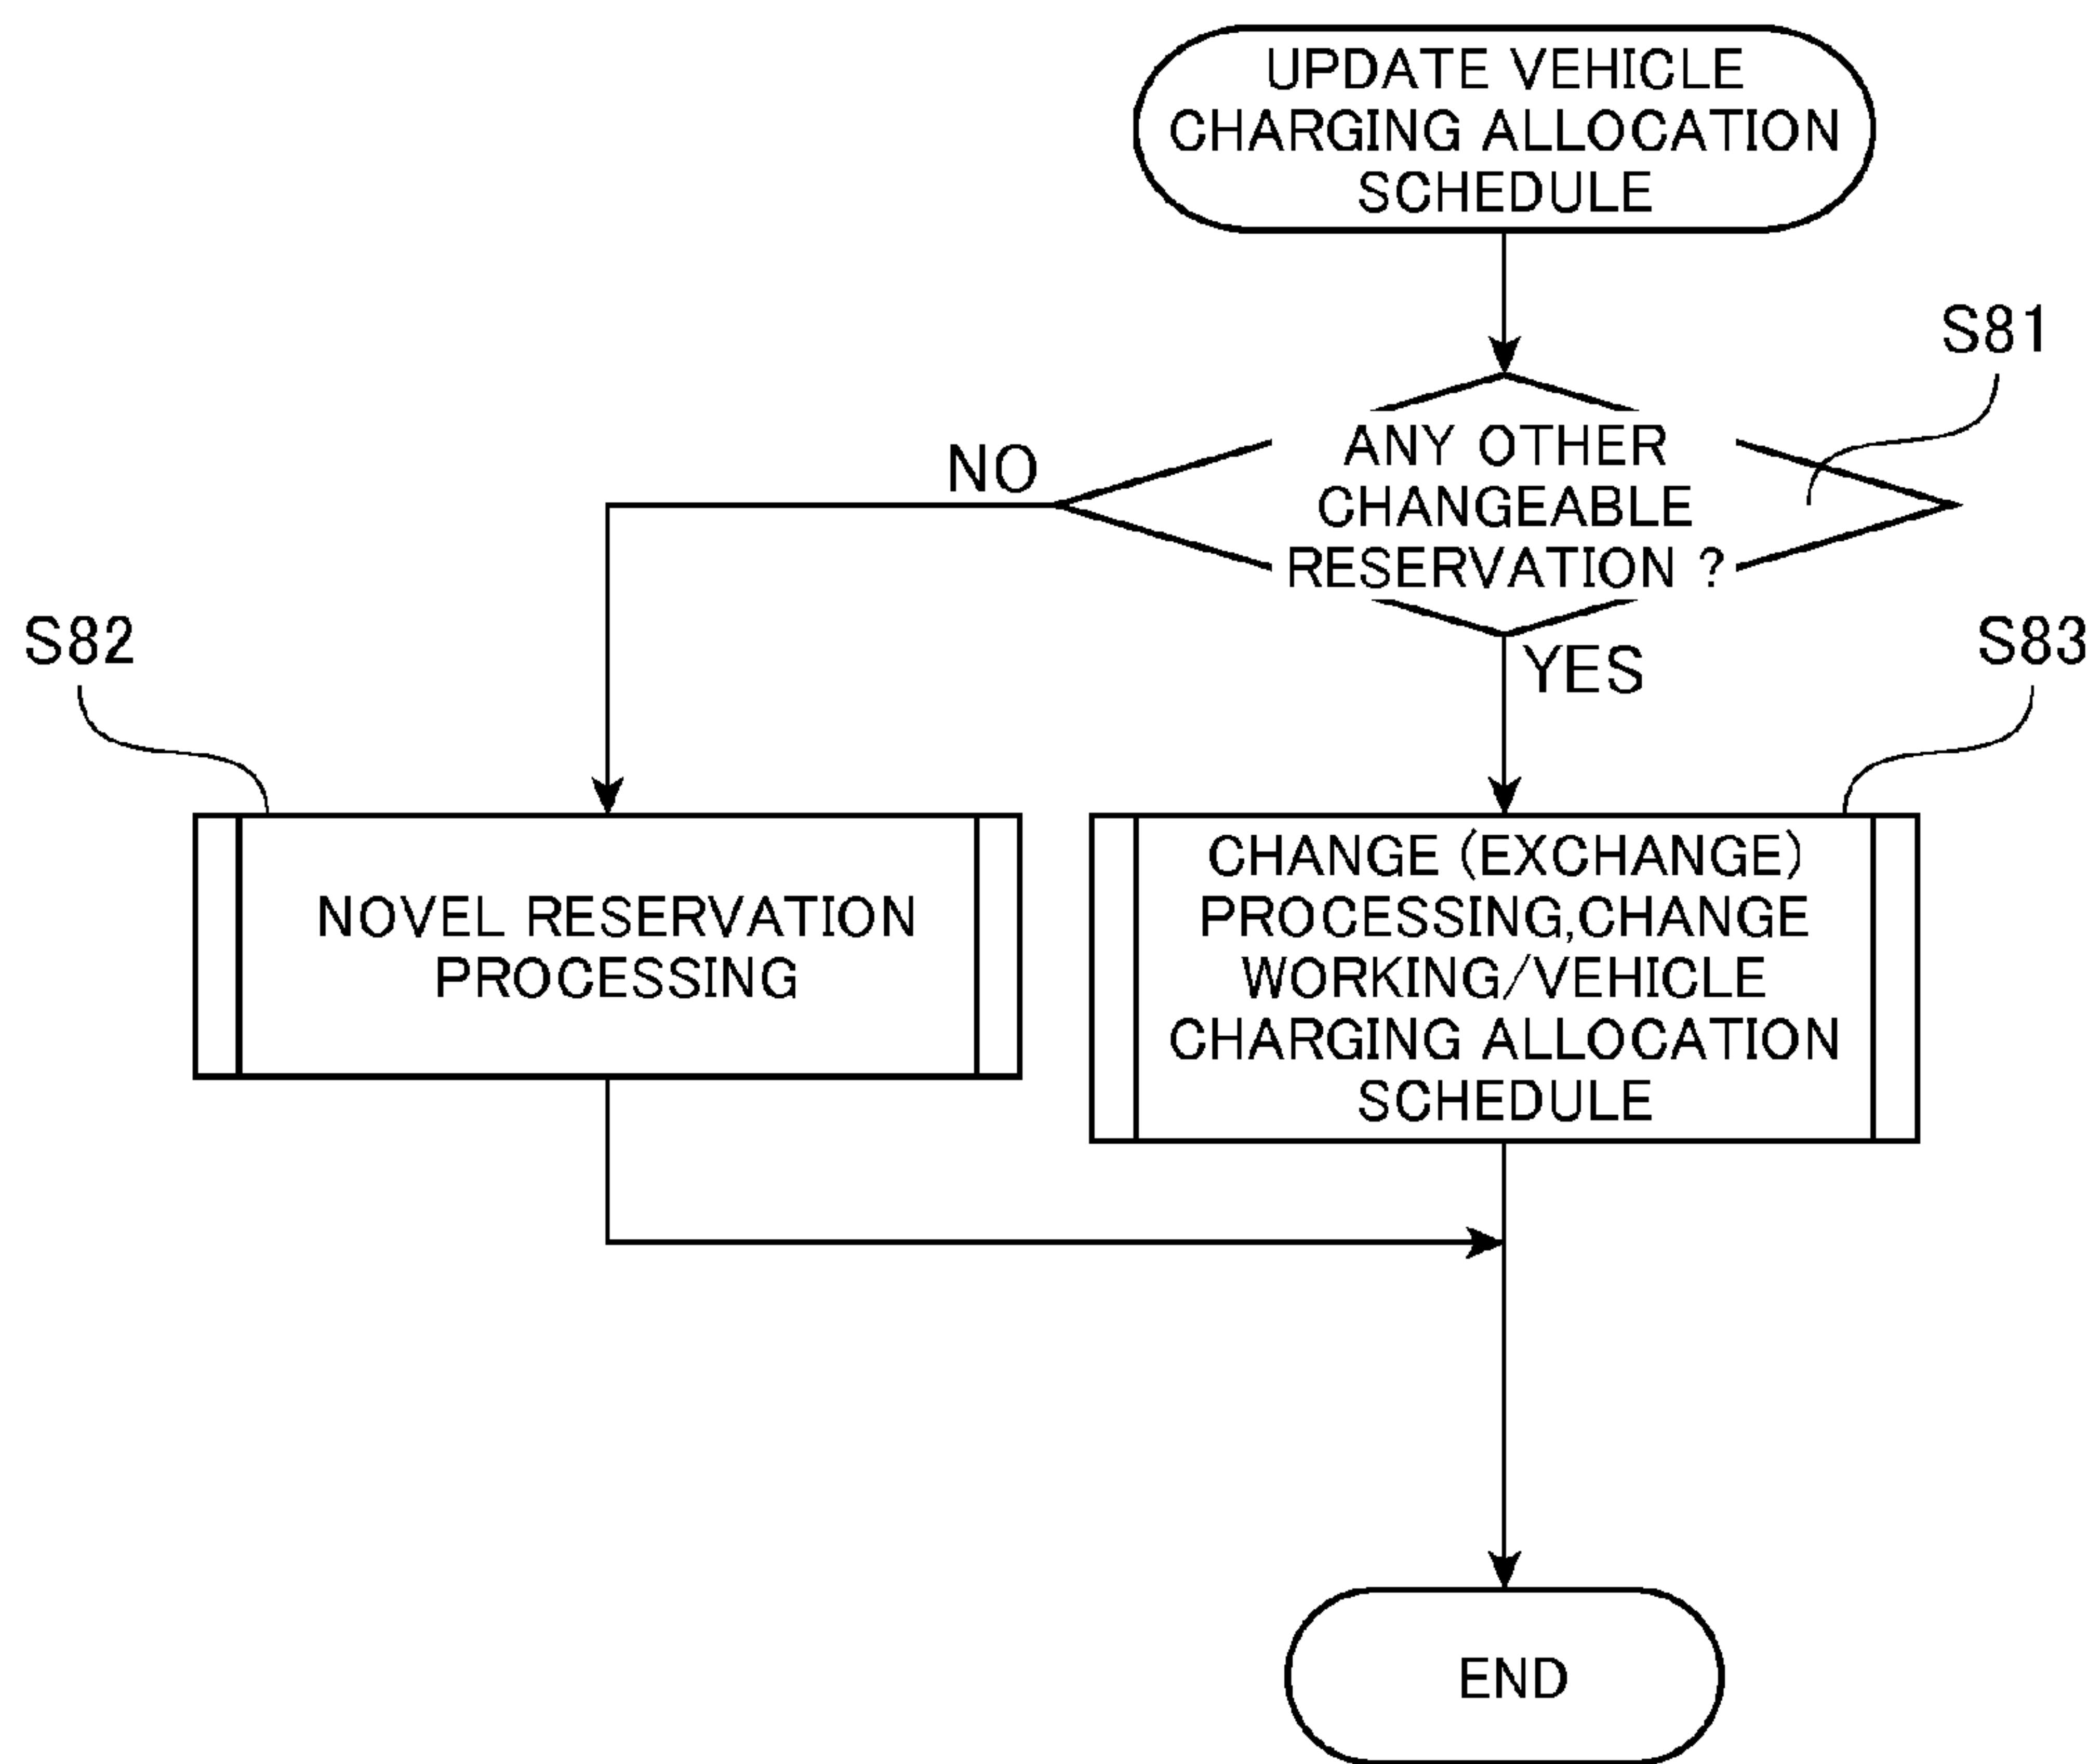 UPDATE VEHICLE
CHARGING ALLOCATION
SCHEDULE
S81
ANY OTHER
CHANGEABLE
RESERVATION ?
NO
YES
S82
S83
NOVEL RESERVATION
PROCESSING
CHANGE (EXCHANGE)
PROCESSING,CHANGE
WORKING/VEHICLE
CHARGING ALLOCATION
SCHEDULE
END